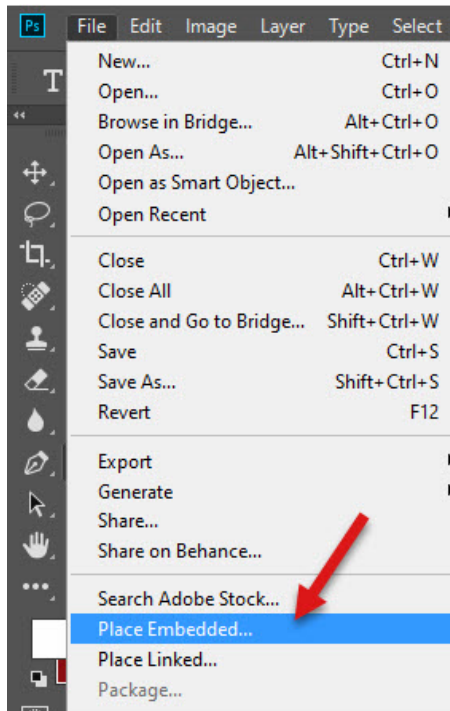 Ps File Edit Image Layer Type Select
T
New... Ctrl+N
Open... Ctrl+O
Browse in Bridge... Alt+Ctrl+O
Open As... Alt+Shift+Ctrl+O
Open as Smart Object...
Open Recent
Close Ctrl+W
Close All Alt+Ctrl+W
Close and Go to Bridge... Shift+Ctrl+W
Save Ctrl+S
Save As... Shift+Ctrl+S
Revert F12
Export
Generate
Share...
Share on Behance...
Search Adobe Stock...
Place Embedded...
Place Linked...
Package...